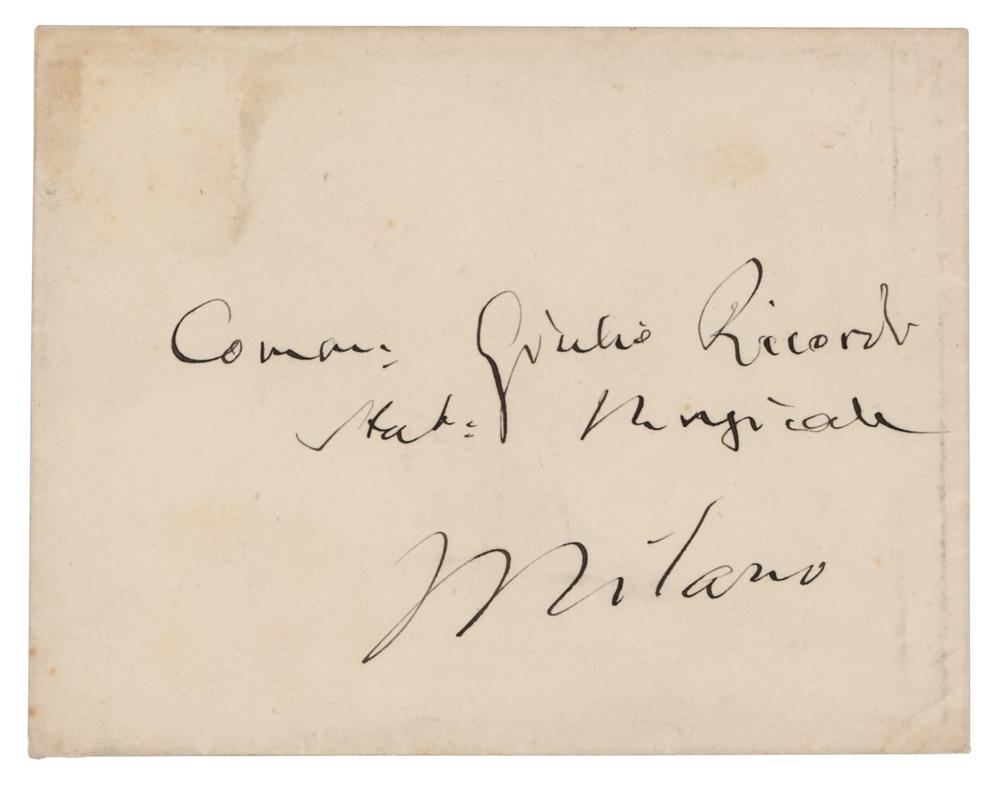 Comm: Giulio Ricordi
Stab: Musicale
Milano